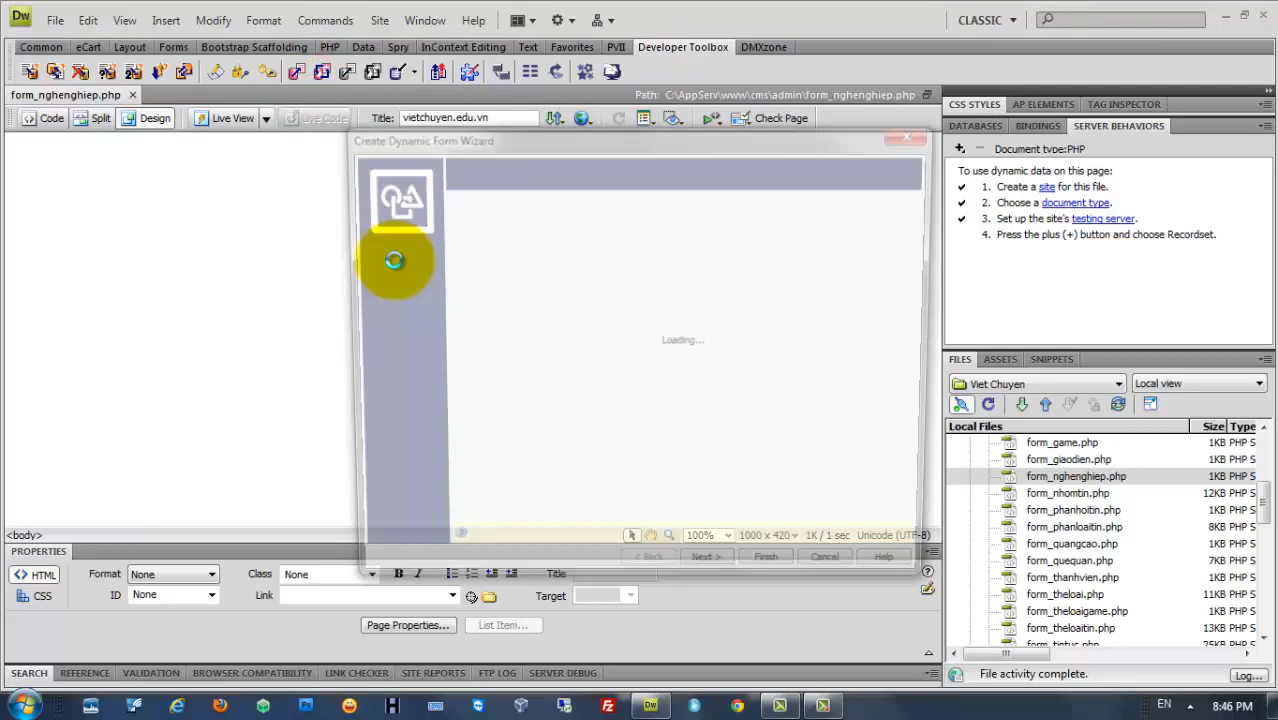 Dw File Edit View Insert Modify Format Commands Site Window Help CLASSIC
Common eCart Layout Forms Bootstrap Scaffolding PHP Data Spry InContext Editing Text Favorites PVII Developer Toolbox DMXzone
form_nghenghiep.php Path: C:\AppServ\www\cms\admin\form_nghenghiep.php
Code Split Design Live View Live Code Title: vietchuyen.edu.vn Check Page
Create Dynamic Form Wizard
Loading...
< Back Next > Finish Cancel Help
<body> 100% 1000 x 420 1K / 1 sec Unicode (UTF-8)
PROPERTIES
HTML Format None Class None B I Title
CSS ID None Link Target
Page Properties... List Item...
SEARCH REFERENCE VALIDATION BROWSER COMPATIBILITY LINK CHECKER SITE REPORTS FTP LOG SERVER DEBUG
CSS STYLES AP ELEMENTS TAG INSPECTOR
DATABASES BINDINGS SERVER BEHAVIORS
Document type:PHP
To use dynamic data on this page:
1. Create a site for this file.
2. Choose a document type.
3. Set up the site's testing server.
4. Press the plus (+) button and choose Recordset.
FILES ASSETS SNIPPETS
Viet Chuyen Local view
Local Files Size Type
form_game.php 1KB PHP S
form_giaodien.php 1KB PHP S
form_nghenghiep.php 1KB PHP S
form_nhomtin.php 12KB PHP S
form_phanhoitin.php 1KB PHP S
form_phanloaitin.php 8KB PHP S
form_quangcao.php 1KB PHP S
form_quequan.php 7KB PHP S
form_thanhvien.php 1KB PHP S
form_theloai.php 11KB PHP S
form_theloaigame.php 1KB PHP S
form_theloaitin.php 13KB PHP S
form_tintuc.php 25KB PHP S
File activity complete. Log...
EN 8:46 PM